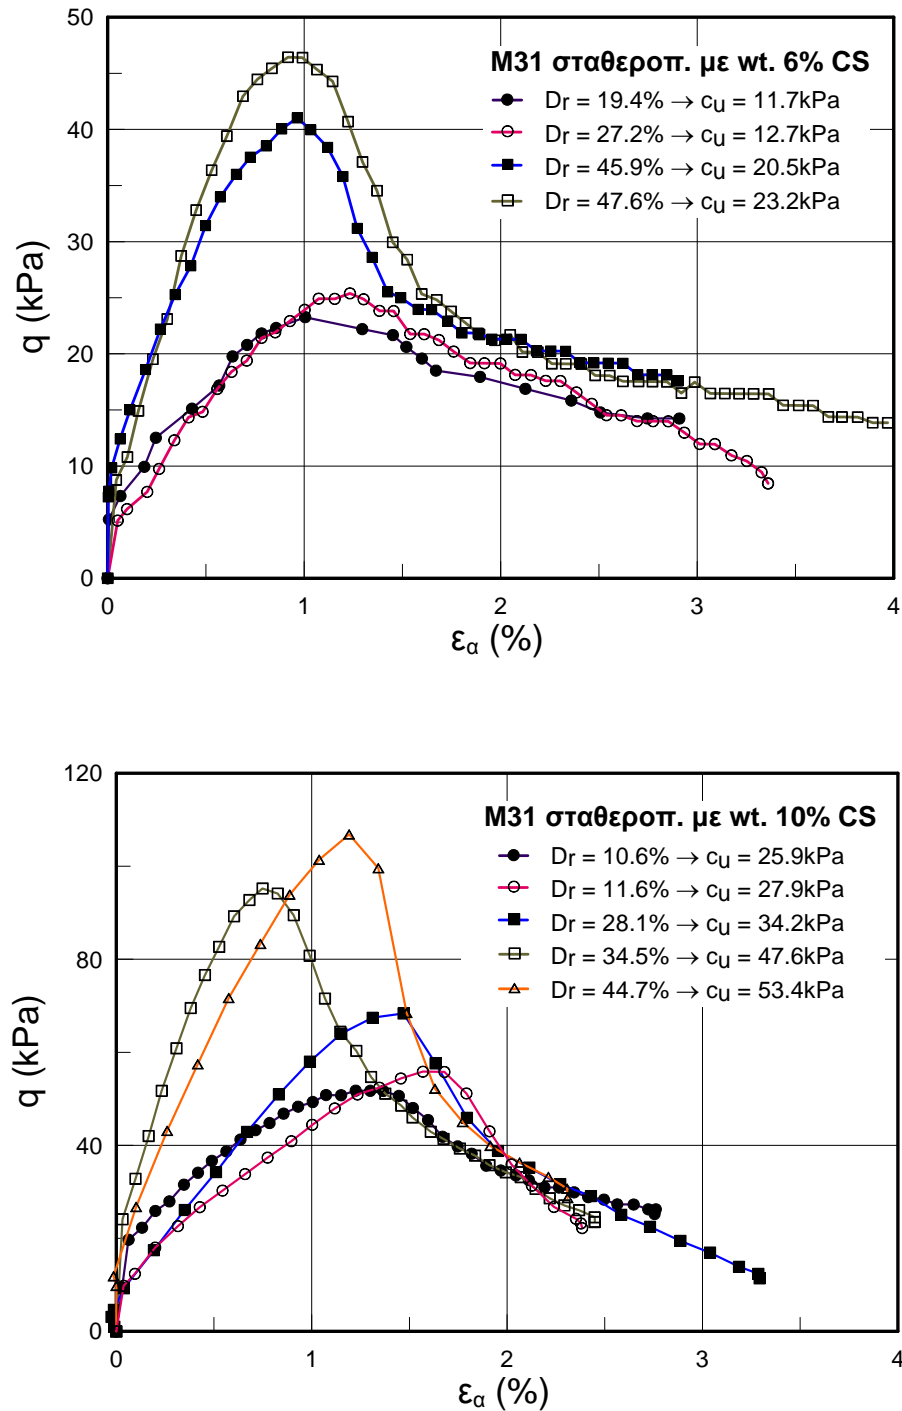 50
40
30
20
10
0
q (kPa)
M31 σταθεροπ. με wt. 6% CS
Dr = 19.4% → cu = 11.7kPa
Dr = 27.2% → cu = 12.7kPa
Dr = 45.9% → cu = 20.5kPa
Dr = 47.6% → cu = 23.2kPa
0 1 2 3 4
εα (%)
120
80
40
0
q (kPa)
M31 σταθεροπ. με wt. 10% CS
Dr = 10.6% → cu = 25.9kPa
Dr = 11.6% → cu = 27.9kPa
Dr = 28.1% → cu = 34.2kPa
Dr = 34.5% → cu = 47.6kPa
Dr = 44.7% → cu = 53.4kPa
0 1 2 3 4
εα (%)